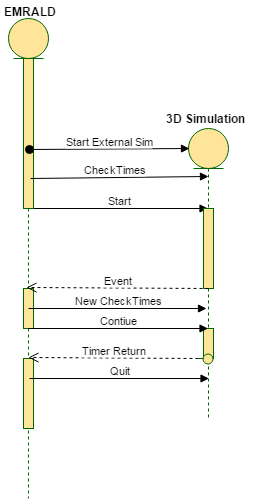 EMRALD
3D Simulation
Start External Sim
CheckTimes
Start
Event
New CheckTimes
Contiue
Timer Return
Quit